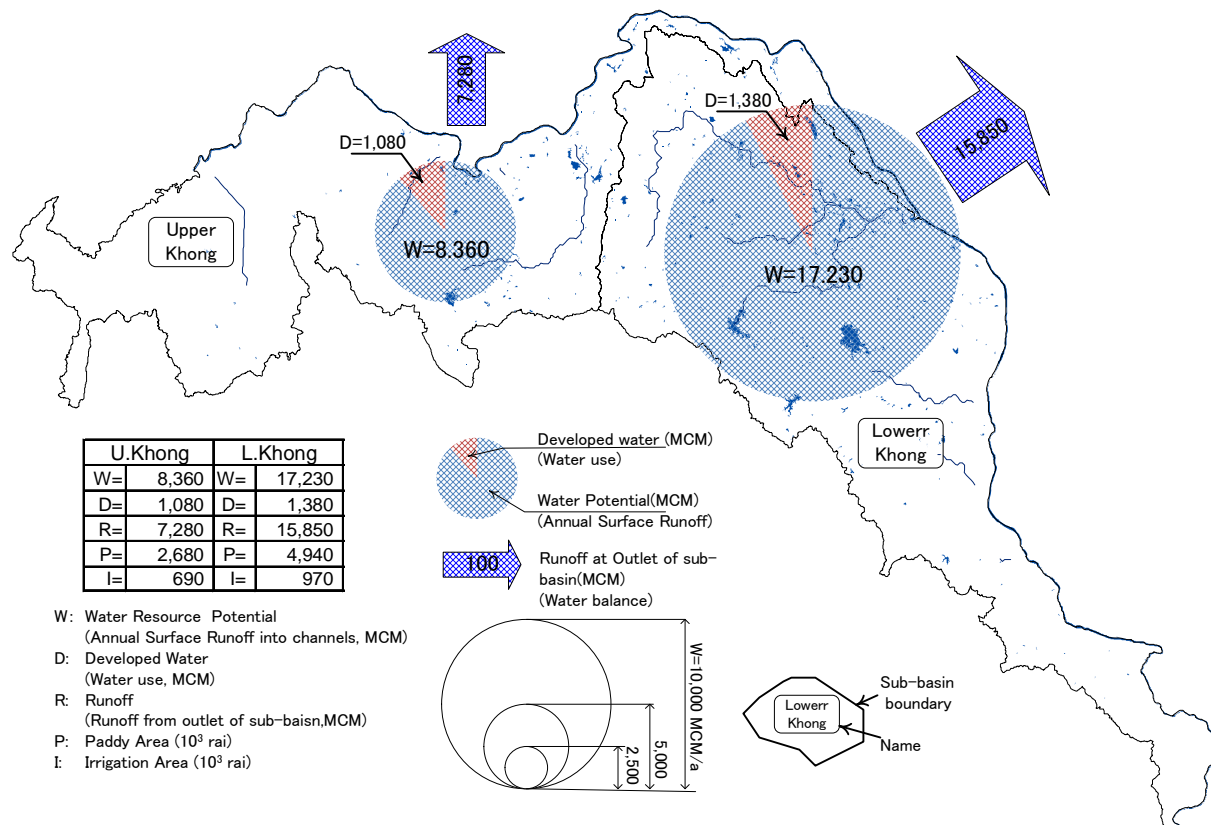 7.280
D=1,380
15,850
D=1,080
Upper
Khong
W=8.360
W=17.230
Lowerr
Khong
U.Khong L.Khong
W= 8,360 W= 17,230
D= 1,080 D= 1,380
R= 7,280 R= 15,850
P= 2,680 P= 4,940
I= 690 I= 970
Developed water (MCM)
(Water use)
Water Potential(MCM)
(Annual Surface Runoff)
100
Runoff at Outlet of sub-
basin(MCM)
(Water balance)
W: Water Resource Potential
(Annual Surface Runoff into channels, MCM)
D: Developed Water
(Water use, MCM)
R: Runoff
(Runoff from outlet of sub-baisn,MCM)
P: Paddy Area (10³ rai)
I: Irrigation Area (10³ rai)
W=10,000 MCM/a
5,000
2,500
Sub-basin
boundary
Lowerr
Khong
Name